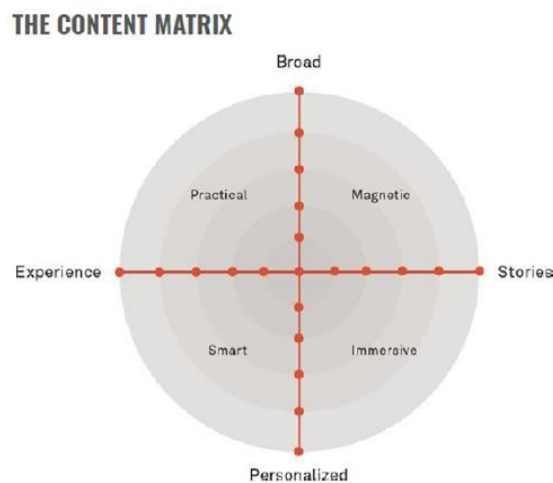 THE CONTENT MATRIX
Broad
Practical
Magnetic
Experience
Stories
Smart
Immersive
Personalized